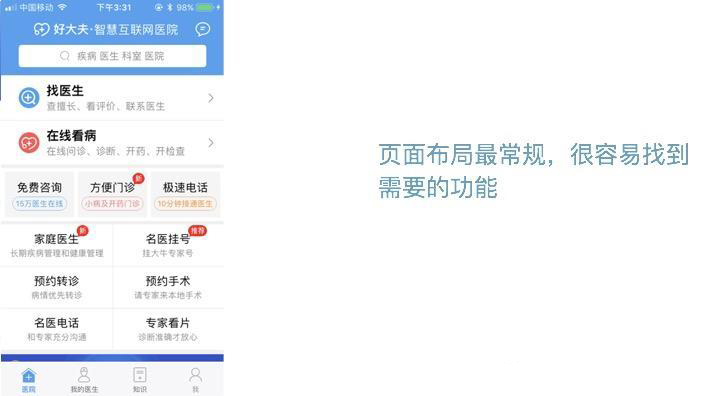 中国移动 下午3:31 98%
好大夫·智慧互联网医院
疾病 医生 科室 医院
找医生
查擅长、看评价、联系医生
在线看病
在线问诊、诊断、开药、开检查
免费咨询 方便门诊 新 极速电话
15万医生在线 小病及开药门诊 10分钟接通医生
家庭医生 新 名医挂号 推荐
长期疾病管理和健康管理 挂大牛专家号
预约转诊 预约手术
病情优先转诊 请专家来本地手术
名医电话 专家看片
和专家充分沟通 诊断准确才放心
医院 我的医生 知识 我
页面布局最常规，很容易找到
需要的功能